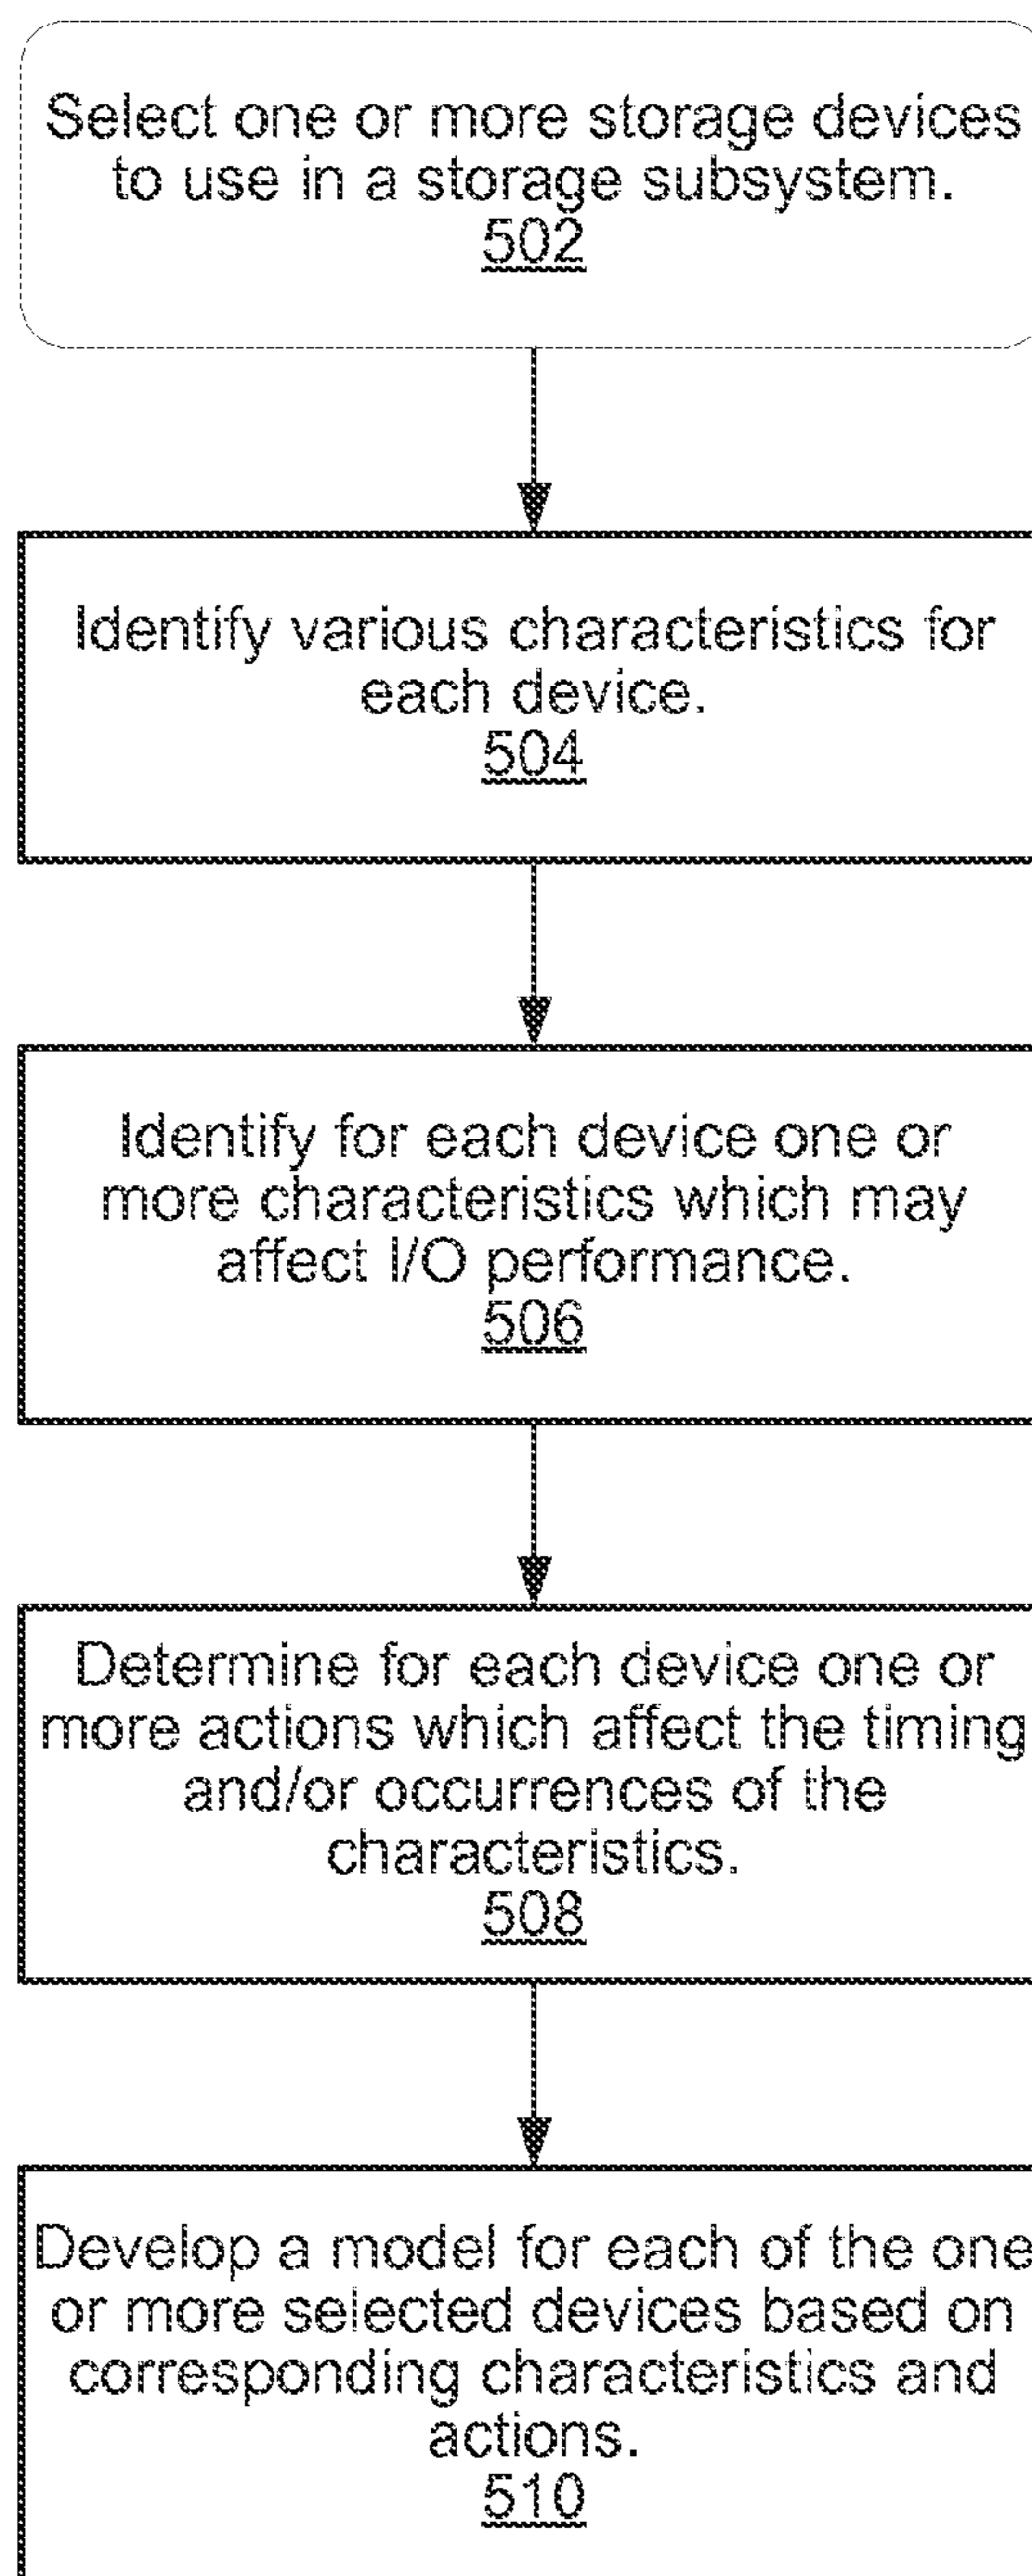 Select one or more storage devices
to use in a storage subsystem.
502
Identify various characteristics for
each device.
504
Identify for each device one or
more characteristics which may
affect I/O performance.
506
Determine for each device one or
more actions which affect the timing
and/or occurrences of the
characteristics.
508
Develop a model for each of the one
or more selected devices based on
corresponding characteristics and
actions.
510